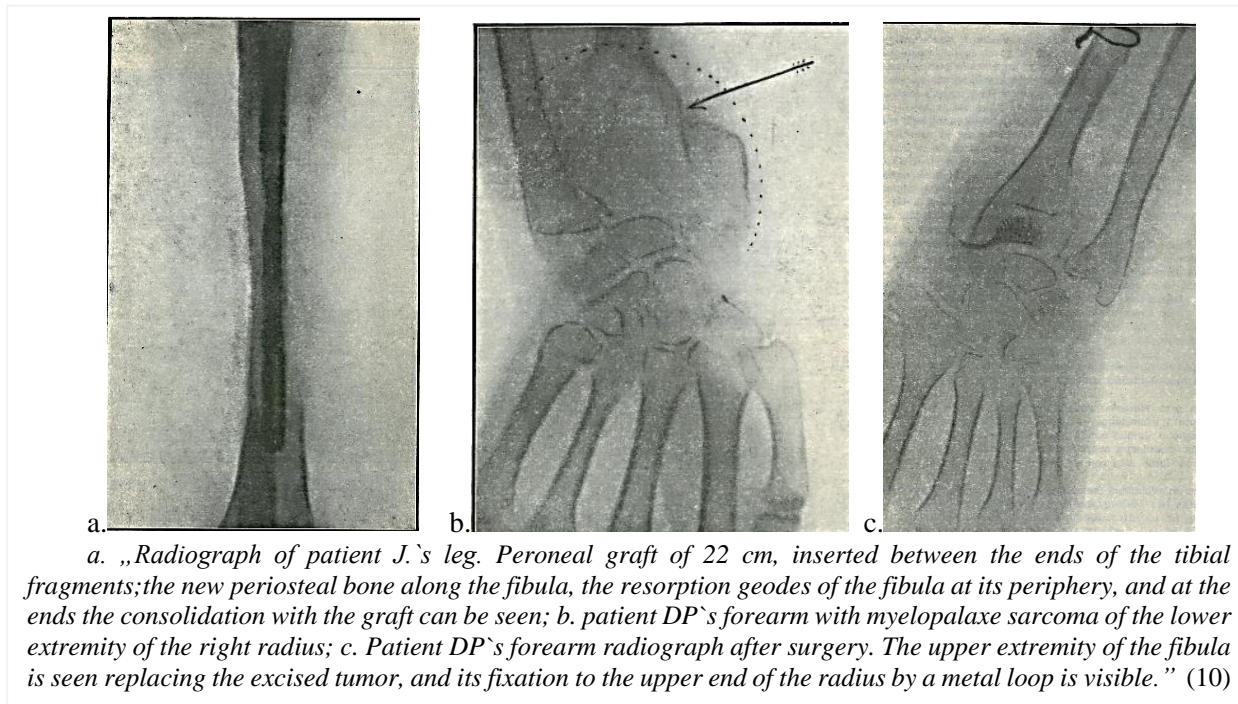 a. b. c.
a. „Radiograph of patient J.`s leg. Peroneal graft of 22 cm, inserted between the ends of the tibial
fragments;the new periosteal bone along the fibula, the resorption geodes of the fibula at its periphery, and at the
ends the consolidation with the graft can be seen; b. patient DP`s forearm with myelopalaxe sarcoma of the lower
extremity of the right radius; c. Patient DP`s forearm radiograph after surgery. The upper extremity of the fibula
is seen replacing the excised tumor, and its fixation to the upper end of the radius by a metal loop is visible.” (10)